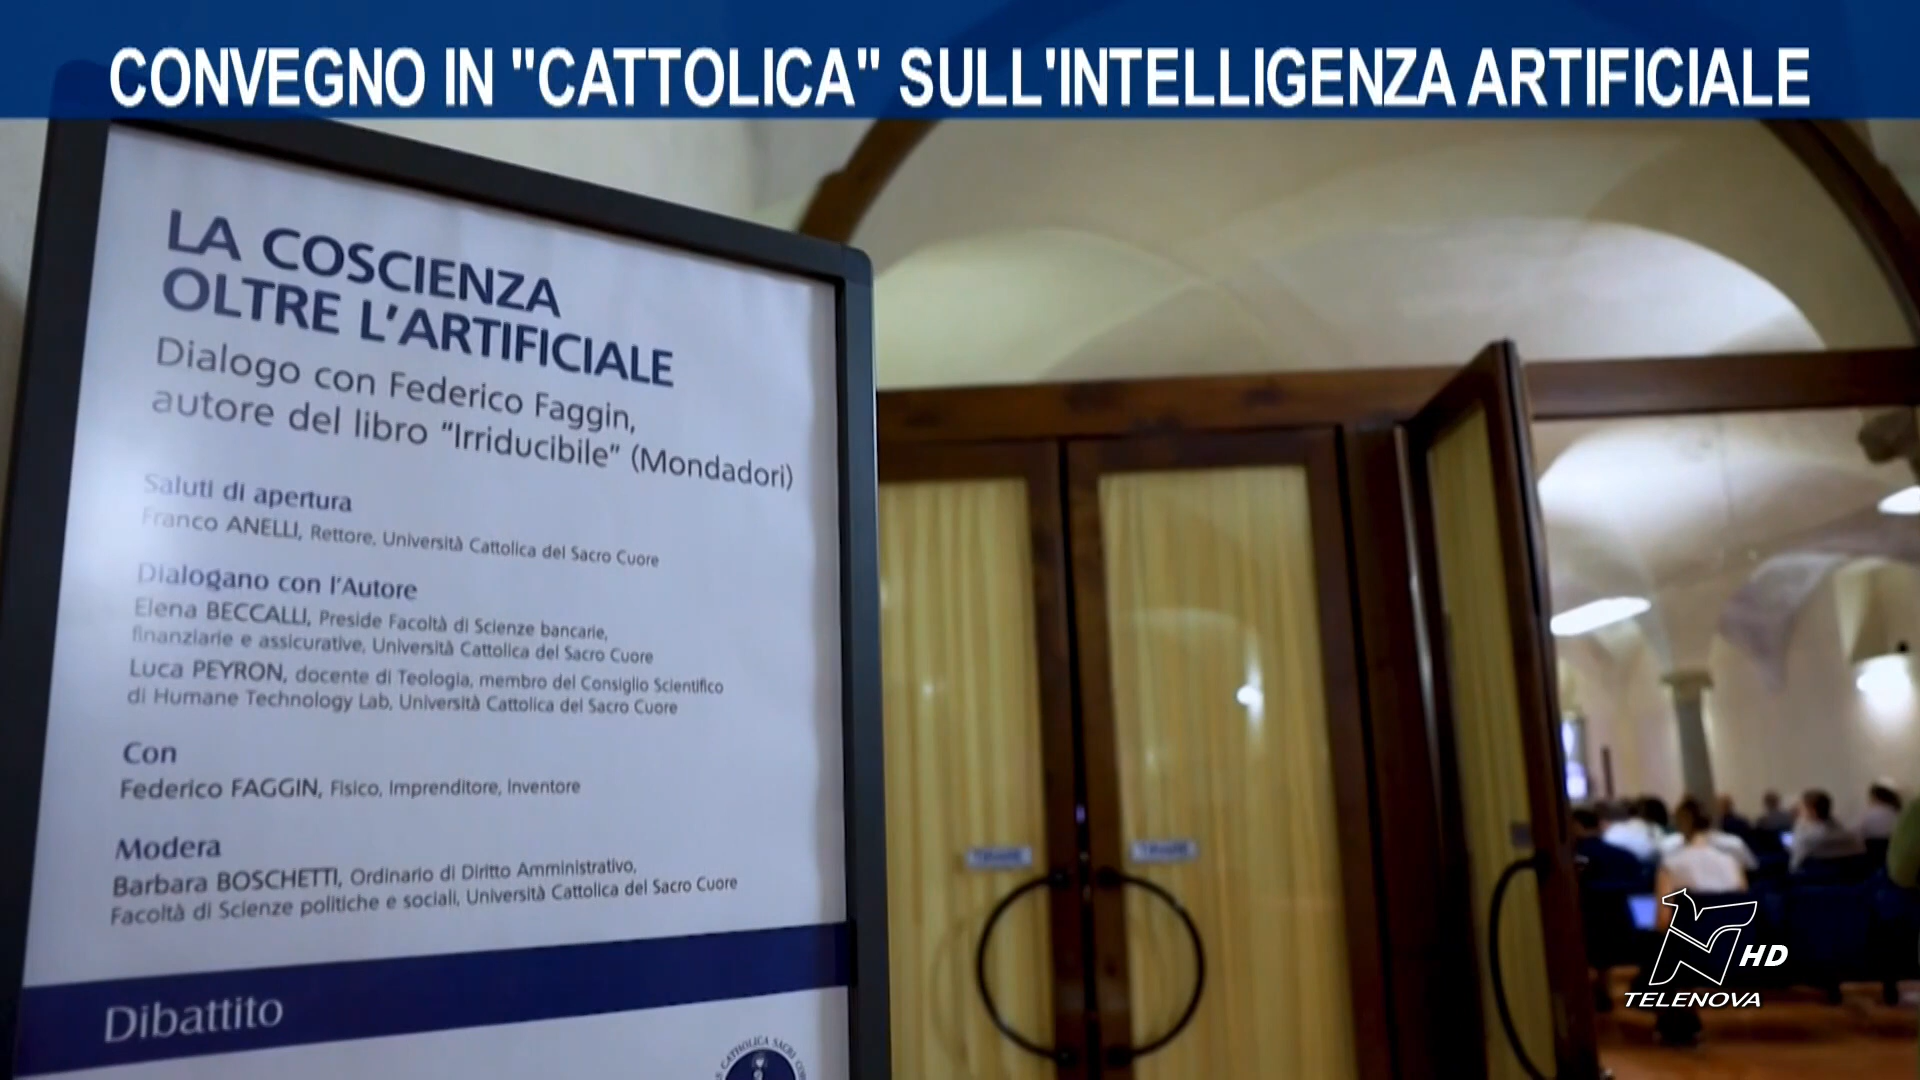 CONVEGNO IN "CATTOLICA" SULL'INTELLIGENZA ARTIFICIALE
LA COSCIENZA
OLTRE L'ARTIFICIALE
Dialogo con Federico Faggin,
autore del libro “Irriducibile” (Mondadori)
Saluti di apertura
Franco ANELLI, Rettore, Università Cattolica del Sacro Cuore
Dialogano con l'Autore
Elena BECCALLI, Preside Facoltà di Scienze bancarie,
finanziarie e assicurative, Università Cattolica del Sacro Cuore
Luca PEYRON, docente di Teologia, membro del Consiglio Scientifico
di Humane Technology Lab, Università Cattolica del Sacro Cuore
Con
Federico FAGGIN, Fisico, Imprenditore, Inventore
Modera
Barbara BOSCHETTI, Ordinario di Diritto Amministrativo,
Facoltà di Scienze politiche e sociali, Università Cattolica del Sacro Cuore
Dibattito
CATHOLICA SACRI
HD
TELENOVA